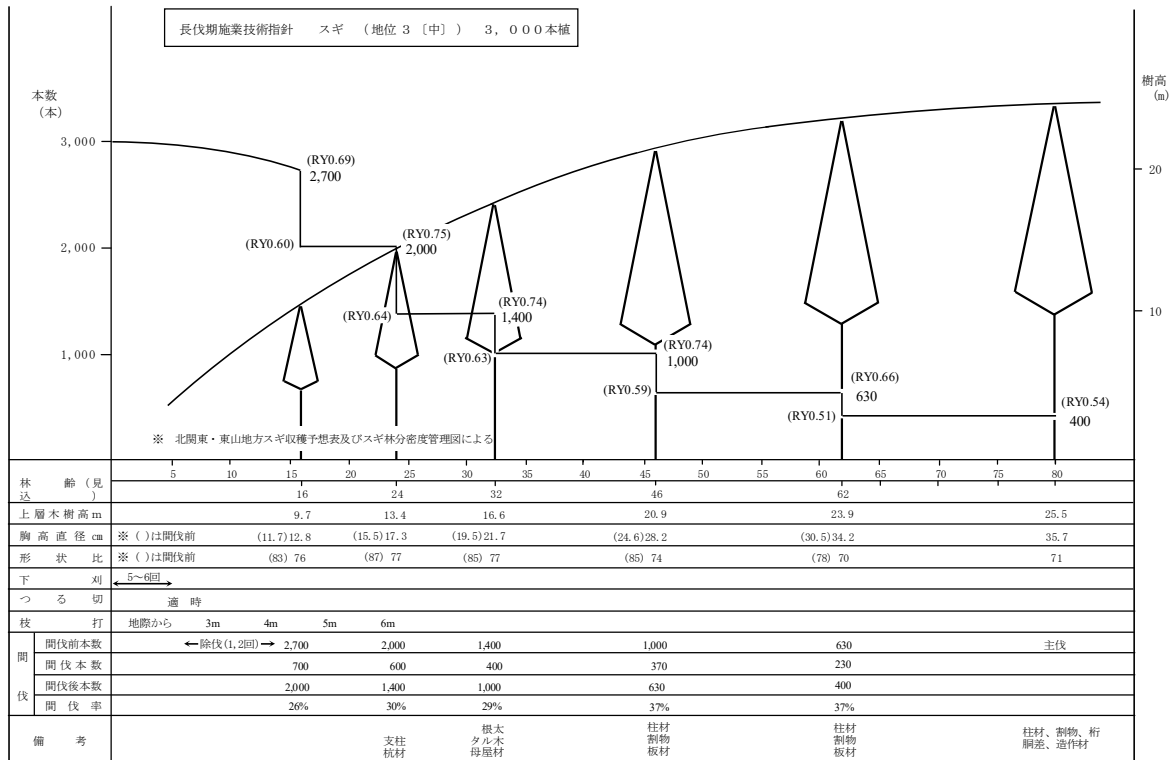 長伐期施業技術指針　スギ　（地位 3 〔中〕）　3，000本植
本数
（本）
樹高
(m)
3,000
2,000
1,000
20
10
(RY0.69)
2,700
(RY0.60)
(RY0.75)
2,000
(RY0.64)
(RY0.74)
1,400
(RY0.63)
(RY0.74)
1,000
(RY0.59)
(RY0.66)
630
(RY0.51)
(RY0.54)
400
※　北関東・東山地方スギ収穫予想表及びスギ林分密度管理図による
林　齢（見込）
5 10 15 20 25 30 35 40 45 50 55 60 65 70 75 80
16 24 32 46 62
上層木樹高m 9.7 13.4 16.6 20.9 23.9 25.5
胸高直径 cm ※（ ）は間伐前 (11.7)12.8 (15.5)17.3 (19.5)21.7 (24.6)28.2 (30.5)34.2 35.7
形状比 ※（ ）は間伐前 (83) 76 (87) 77 (85) 77 (85) 74 (78) 70 71
下刈 5～6回
つる切 適 時
枝打 地際から 3m 4m 5m 6m
間伐
間伐前本数 除伐(1,2回) 2,700 2,000 1,400 1,000 630 主伐
間伐本数 700 600 400 370 230
間伐後本数 2,000 1,400 1,000 630 400
間伐率 26% 30% 29% 37% 37%
備考
支柱
杭材
根太
タル木
母屋材
柱材
割物
板材
柱材
割物
板材
柱材、割物、桁
胴差、造作材